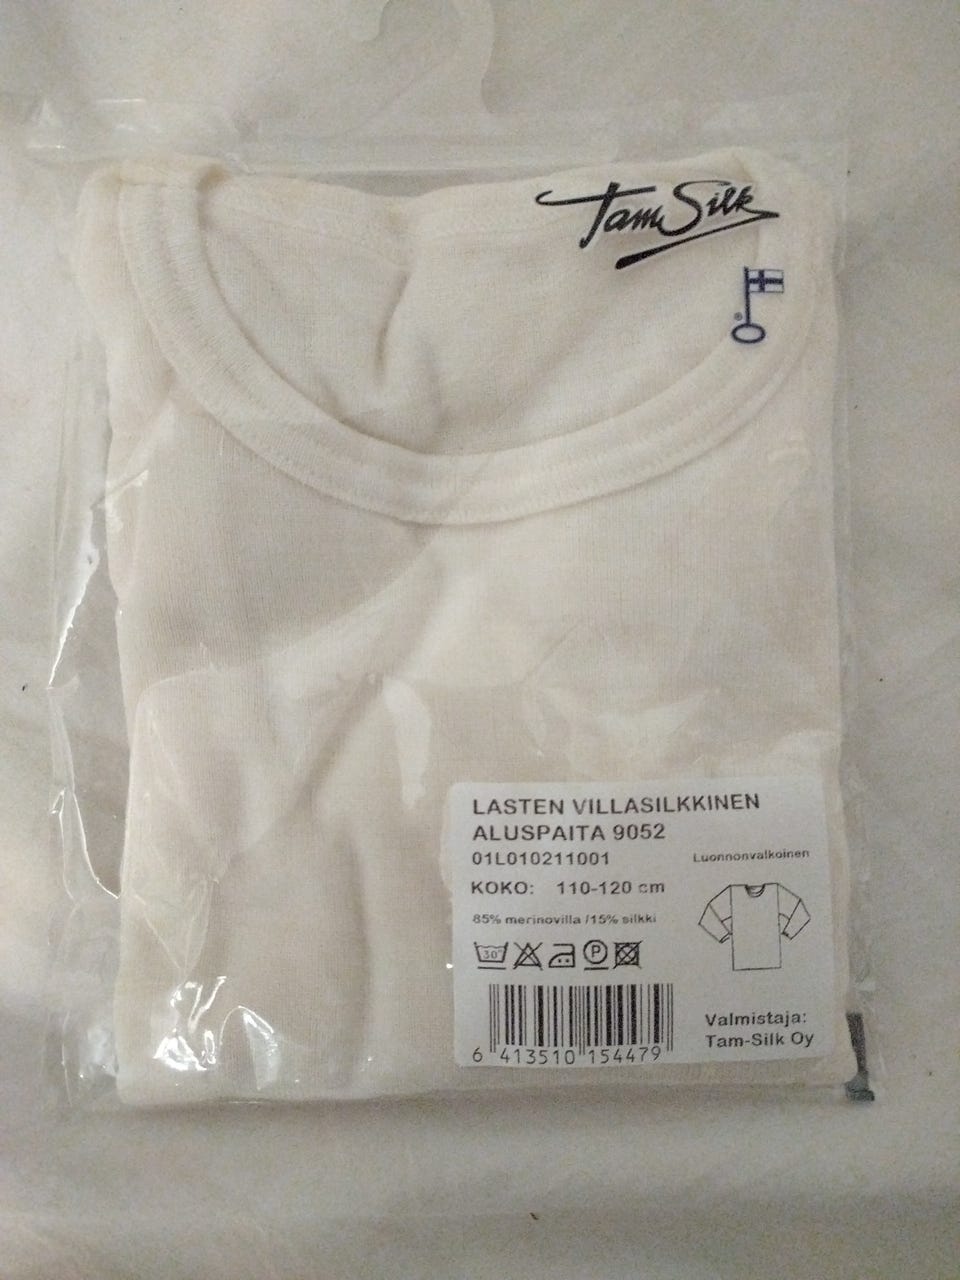 Tam Silk
®
LASTEN VILLASILKKINEN
ALUSPAITA 9052
01L010211001
Luonnonvalkoinen
KOKO: 110-120 cm
85% merinovilla /15% silkki
30°
P
6 413510 154479
Valmistaja:
Tam-Silk Oy